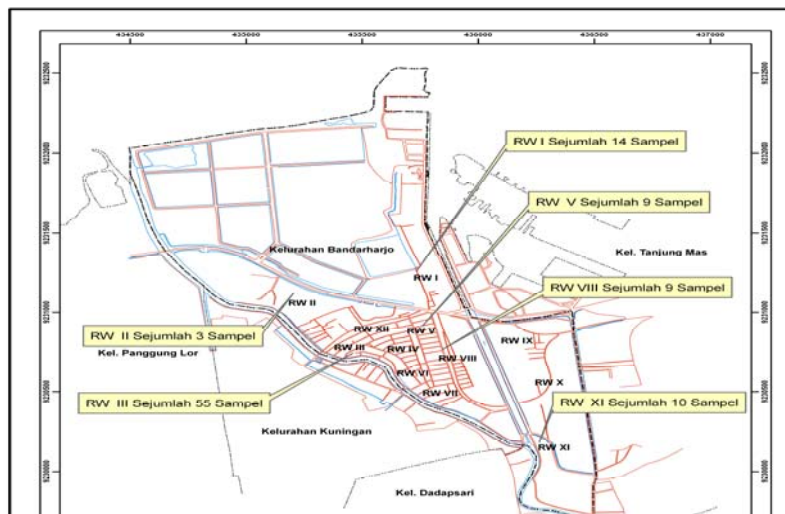 434500 435000 435500 436000 436500 437000
9232500
9232000
9231500
9231000
9230500
9230000
RW I Sejumlah 14 Sampel
RW V Sejumlah 9 Sampel
Kelurahan Bandarharjo
Kel. Tanjung Mas
RW I
RW VIII Sejumlah 9 Sampel
RW II
RW XII
RW V
RW II Sejumlah 3 Sampel
RW IX
Kel. Panggung Lor
RW III
RW IV
RW VIII
RW VI
RW X
RW VII
RW III Sejumlah 55 Sampel
RW XI Sejumlah 10 Sampel
Kelurahan Kuningan
RW XI
Kel. Dadapsari